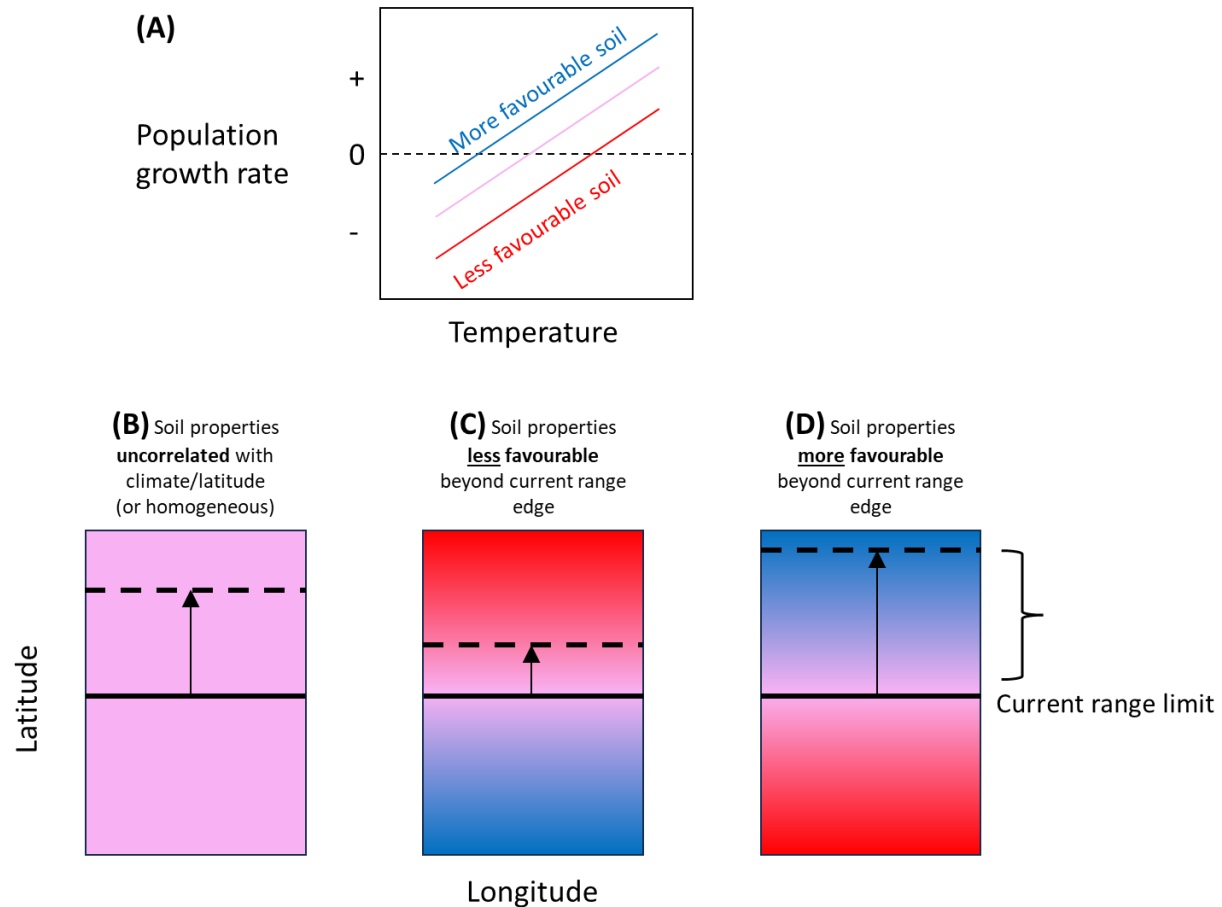 (A)
+
More favourable soil
Population
growth rate
0
-
Less favourable soil
Temperature
(B) Soil properties
uncorrelated with
climate/latitude
(or homogeneous)
(C) Soil properties
less favourable
beyond current range
edge
(D) Soil properties
more favourable
beyond current range
edge
Latitude
Current range limit
Longitude